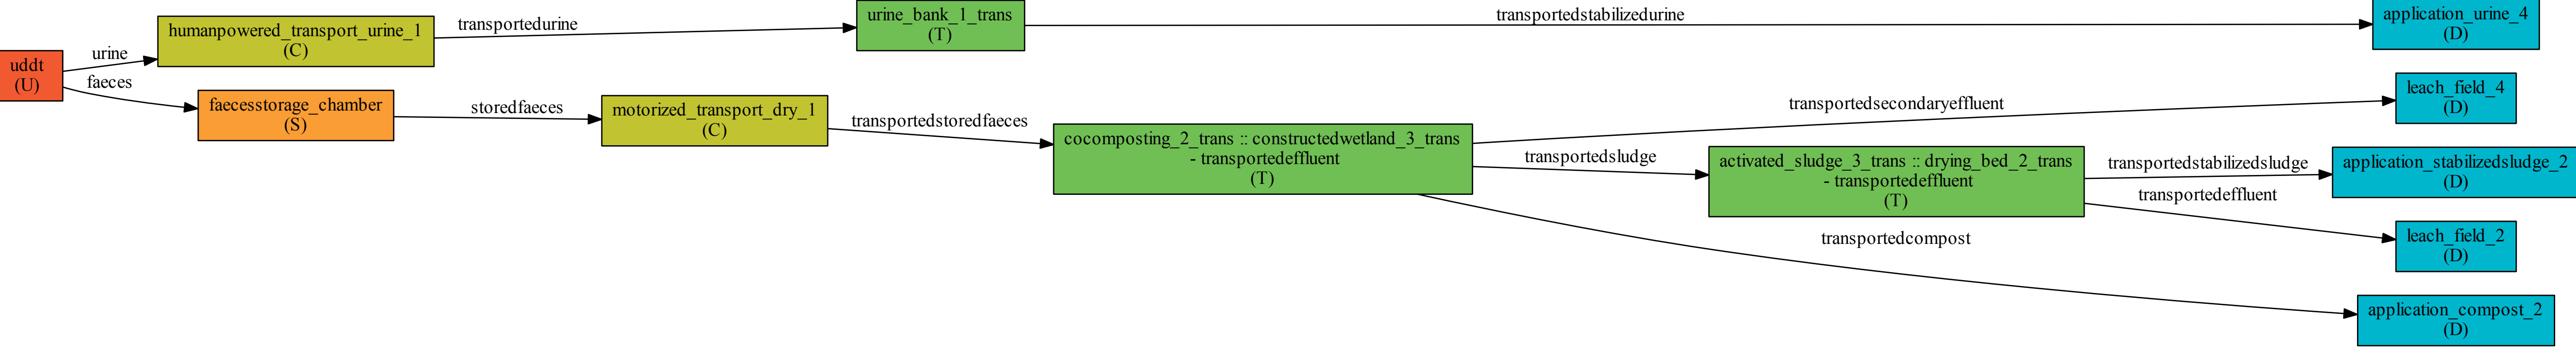 uddt
(U)
urine
faeces
humanpowered_transport_urine_1
(C)
transportedurine
urine_bank_1_trans
(T)
transportedstabilizedurine
application_urine_4
(D)
faecesstorage_chamber
(S)
storedfaeces
motorized_transport_dry_1
(C)
transportedstoredfaeces
cocomposting_2_trans :: constructedwetland_3_trans
- transportedeffluent
(T)
transportedsecondaryeffluent
leach_field_4
(D)
transportedsludge
activated_sludge_3_trans :: drying_bed_2_trans
- transportedeffluent
(T)
transportedstabilizedsludge
application_stabilizedsludge_2
(D)
transportedeffluent
leach_field_2
(D)
transportedcompost
application_compost_2
(D)